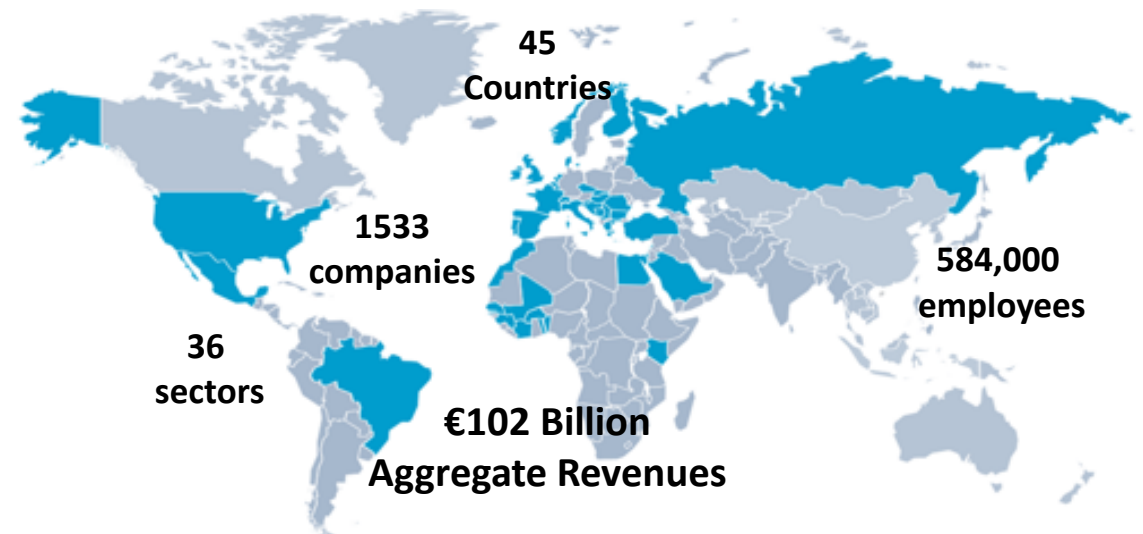 45
Countries
1533
companies
584,000
employees
36
sectors
€102 Billion
Aggregate Revenues